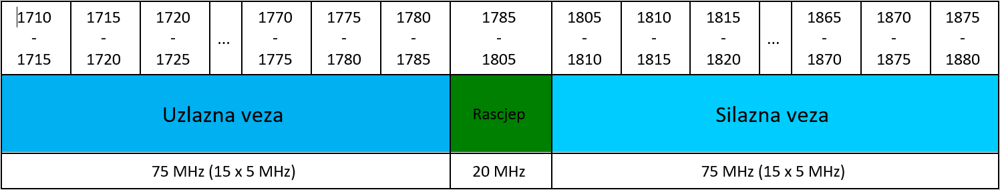 1710 - 1715 1715 - 1720 1720 - 1725 ... 1770 - 1775 1775 - 1780 1780 - 1785 1785 - 1805 1805 - 1810 1810 - 1815 1815 - 1820 ... 1865 - 1870 1870 - 1875 1875 - 1880
Uzlazna veza Rascjep Silazna veza
75 MHz (15 x 5 MHz) 20 MHz 75 MHz (15 x 5 MHz)